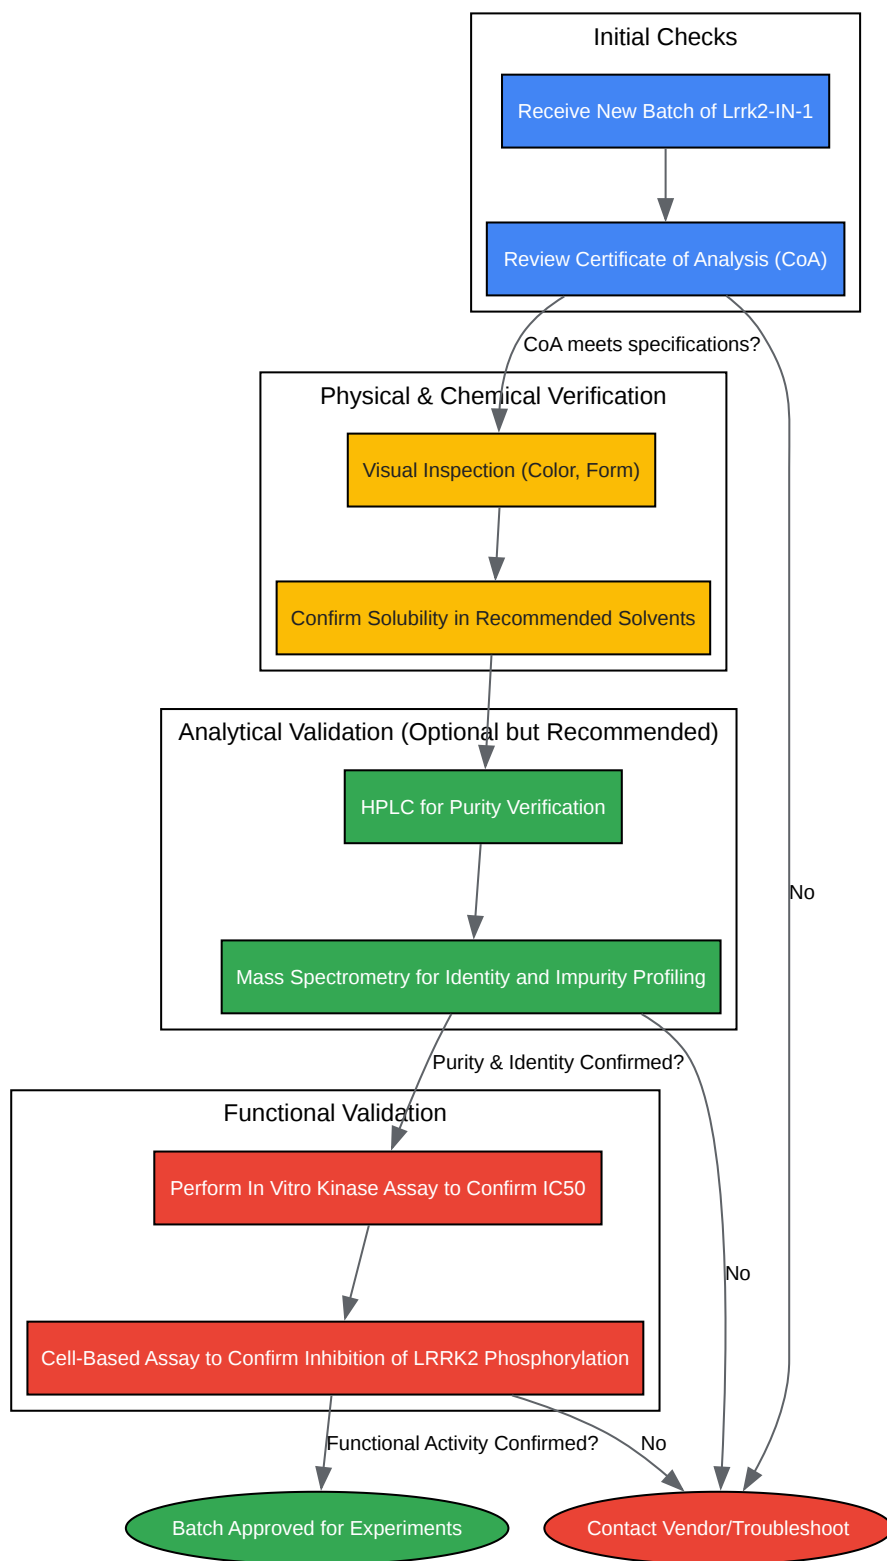 Initial Checks
Receive New Batch of Lrrk2-IN-1
Review Certificate of Analysis (CoA)
CoA meets specifications?
Physical & Chemical Verification
Visual Inspection (Color, Form)
Confirm Solubility in Recommended Solvents
Analytical Validation (Optional but Recommended)
HPLC for Purity Verification
No
Mass Spectrometry for Identity and Impurity Profiling
Purity & Identity Confirmed?
Functional Validation
Perform In Vitro Kinase Assay to Confirm IC50
No
Cell-Based Assay to Confirm Inhibition of LRRK2 Phosphorylation
Functional Activity Confirmed?
No
Batch Approved for Experiments
Contact Vendor/Troubleshoot